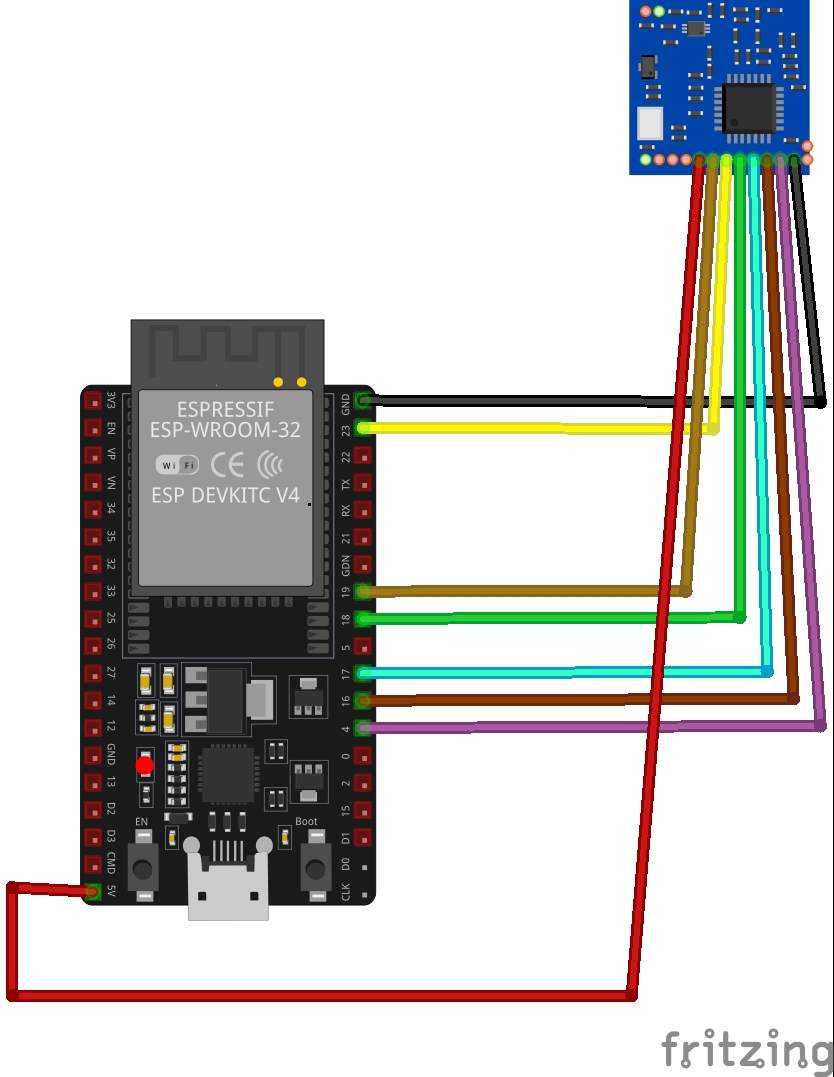 ESPRESSIF
ESP-WROOM-32
Wi Fi CE
ESP DEVKITC V4
3V3
EN
VP
VN
34
35
32
33
25
26
27
14
12
GND
13
D2
D3
CMD
5V
GND
23
22
TX
RX
21
GDN
19
18
5
17
16
4
0
2
15
D1
D0
CLK
EN
Boot
fritzing